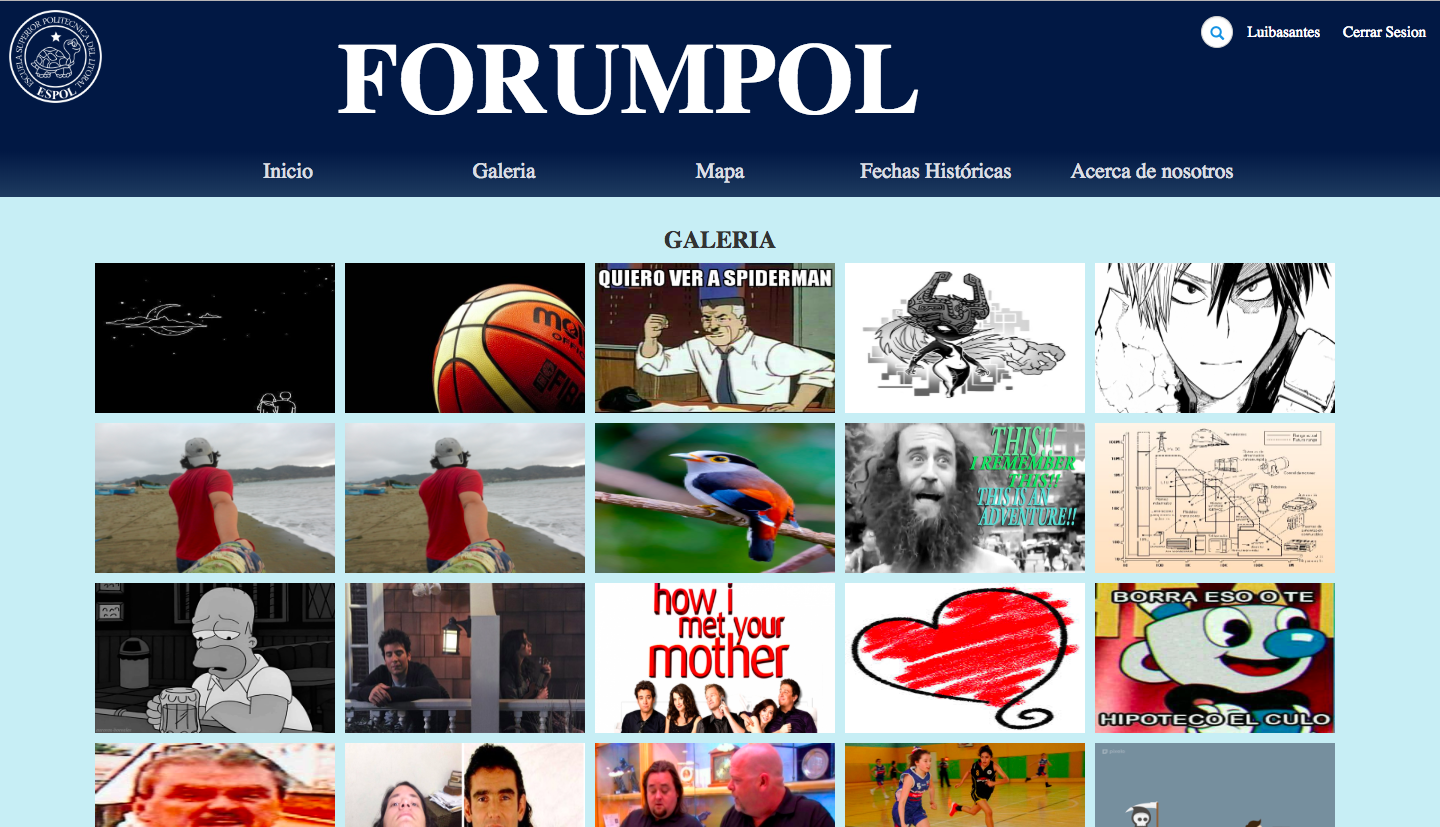 ESCUELA SUPERIOR POLITECNICA DEL LITORAL
ESPOL
FORUMPOL
Luibasantes
Cerrar Sesion
Inicio
Galeria
Mapa
Fechas Históricas
Acerca de nosotros
GALERIA
QUIERO VER A SPIDERMAN
THIS!!
I REMEMBER
THIS!!
THIS IS AN
ADVENTURE!!
how i
met your
mother
BORRA ESO O TE
HIPOTECO EL CULO